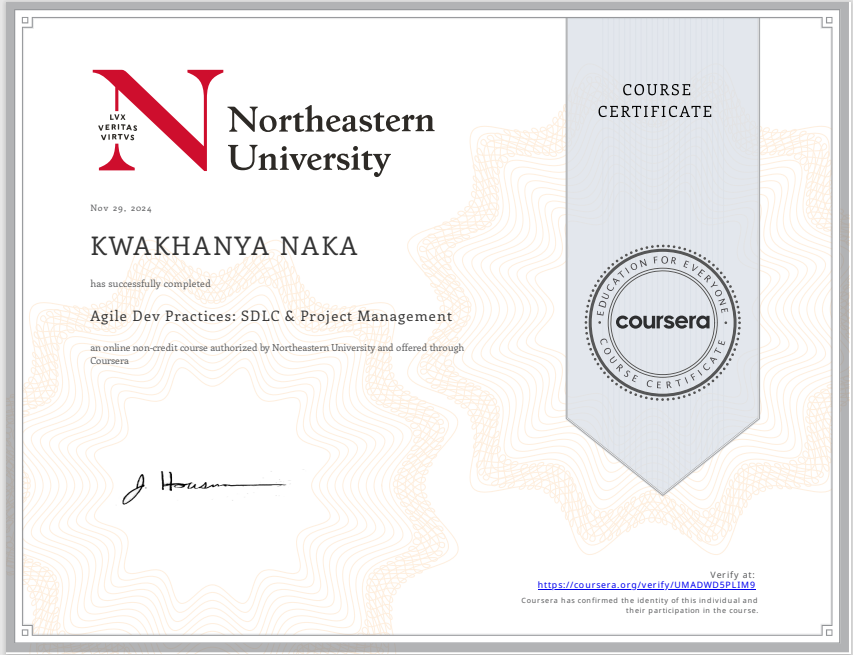 LVX
VERITAS
VIRTVS
Northeastern
University
COURSE
CERTIFICATE
Nov 29, 2024
KWAKHANYA NAKA
has successfully completed
Agile Dev Practices: SDLC & Project Management
an online non-credit course authorized by Northeastern University and offered through
Coursera
EDUCATION FOR EVERYONE
coursera
COURSE CERTIFICATE
J Housman
Verify at:
https://coursera.org/verify/UMADWD5PLIM9
Coursera has confirmed the identity of this individual and
their participation in the course.